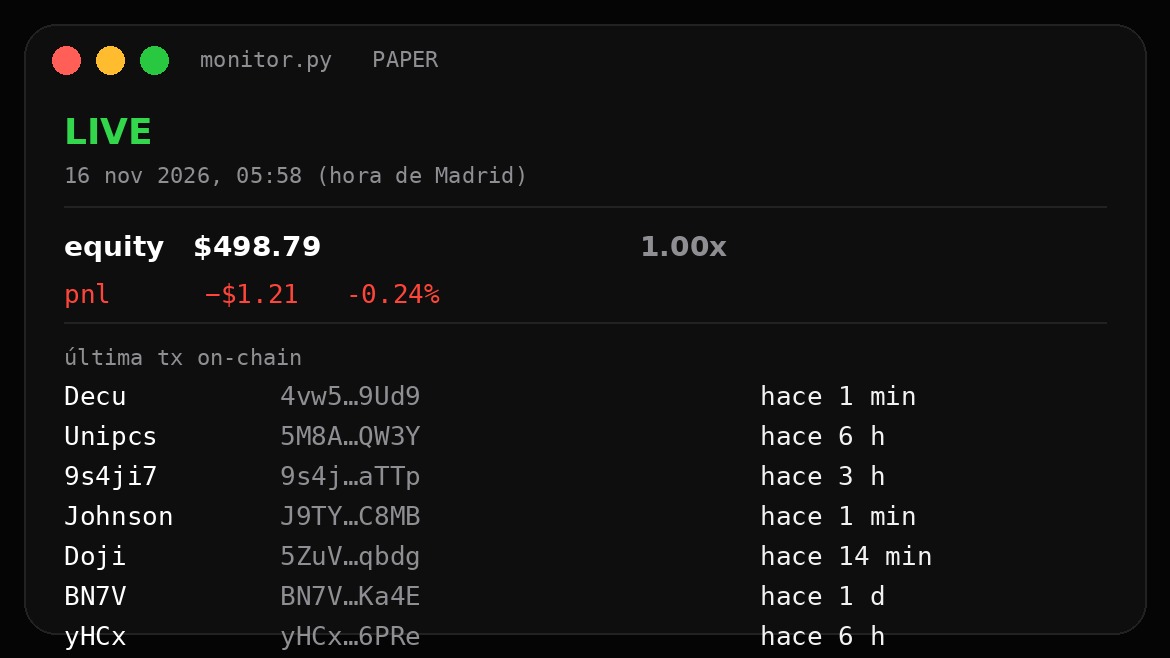 monitor.py PAPER
LIVE
16 nov 2026, 05:58 (hora de Madrid)
equity $498.79 1.00x
pnl −$1.21 -0.24%
última tx on-chain
Decu 4vw5…9Ud9 hace 1 min
Unipcs 5M8A…QW3Y hace 6 h
9s4ji7 9s4j…aTTp hace 3 h
Johnson J9TY…C8MB hace 1 min
Doji 5ZuV…qbdg hace 14 min
BN7V BN7V…Ka4E hace 1 d
yHCx yHCx…6PRe hace 6 h